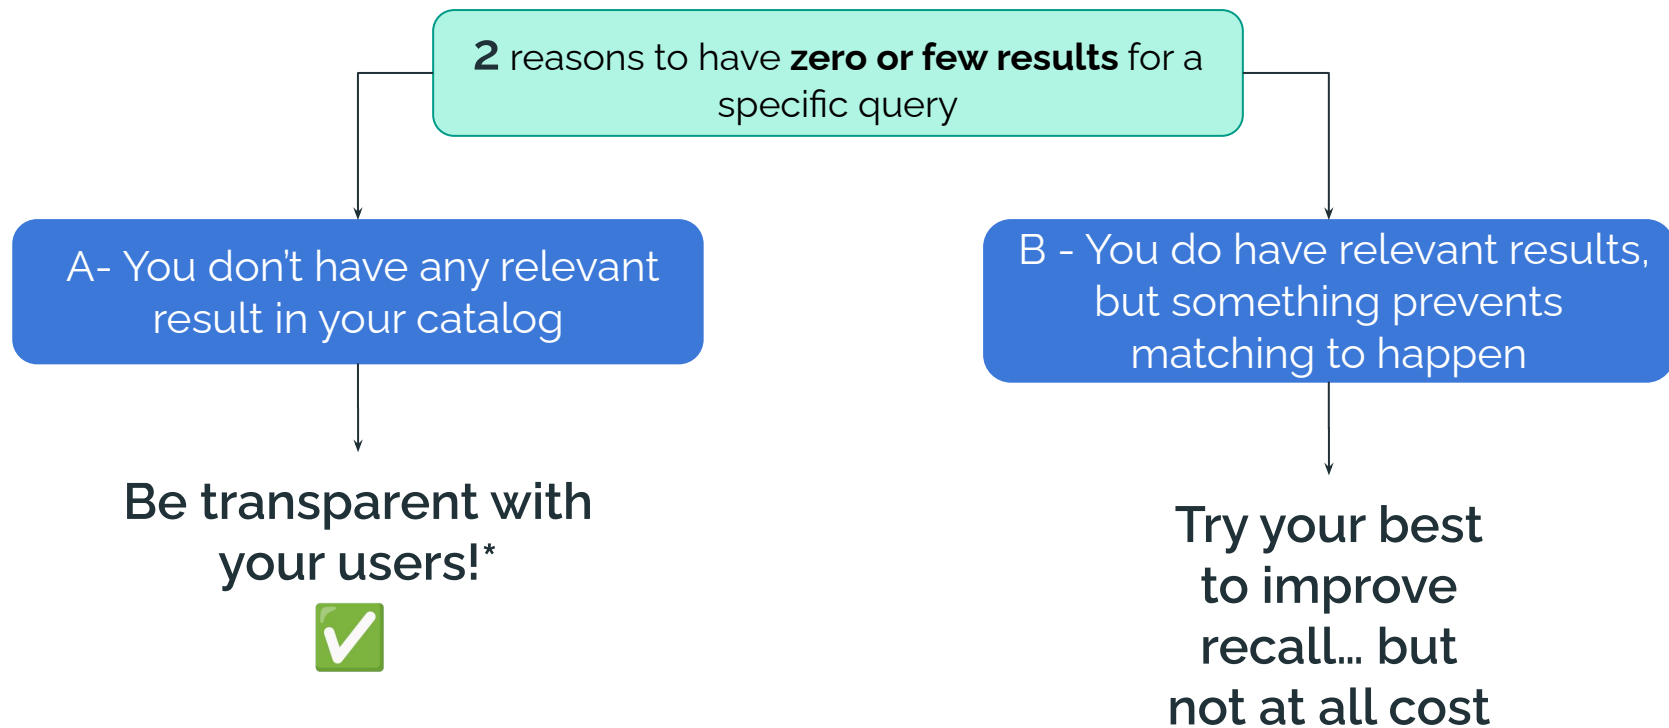 2 reasons to have zero or few results for a
specific query
A- You don’t have any relevant
result in your catalog
B - You do have relevant results,
but something prevents
matching to happen
Be transparent with
your users!*
Try your best
to improve
recall... but
not at all cost